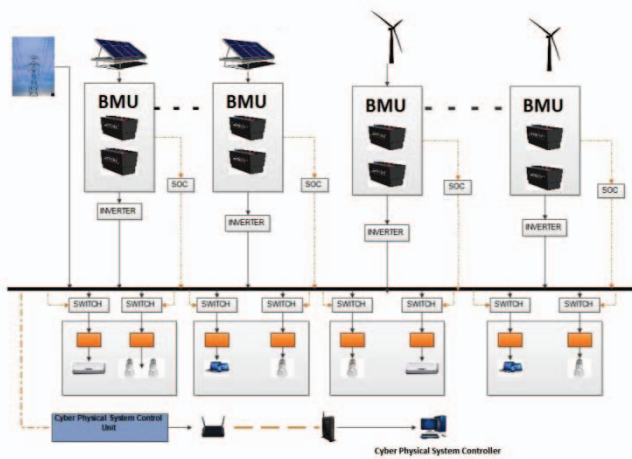 BMU
BMU
BMU
BMU
SOC
SOC
SOC
SOC
INVERTER
INVERTER
INVERTER
INVERTER
SWITCH
SWITCH
SWITCH
SWITCH
SWITCH
SWITCH
SWITCH
SWITCH
Cyber Physical System Control
Unit
Cyber Physical System Controller